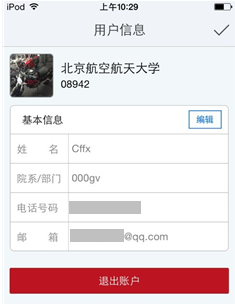 iPod 上午10:29
用户信息
北京航空航天大学
08942
基本信息 编辑
姓 名 Cffx
院系/部门 000gv
电话号码
邮 箱 @qq.com
退出账户